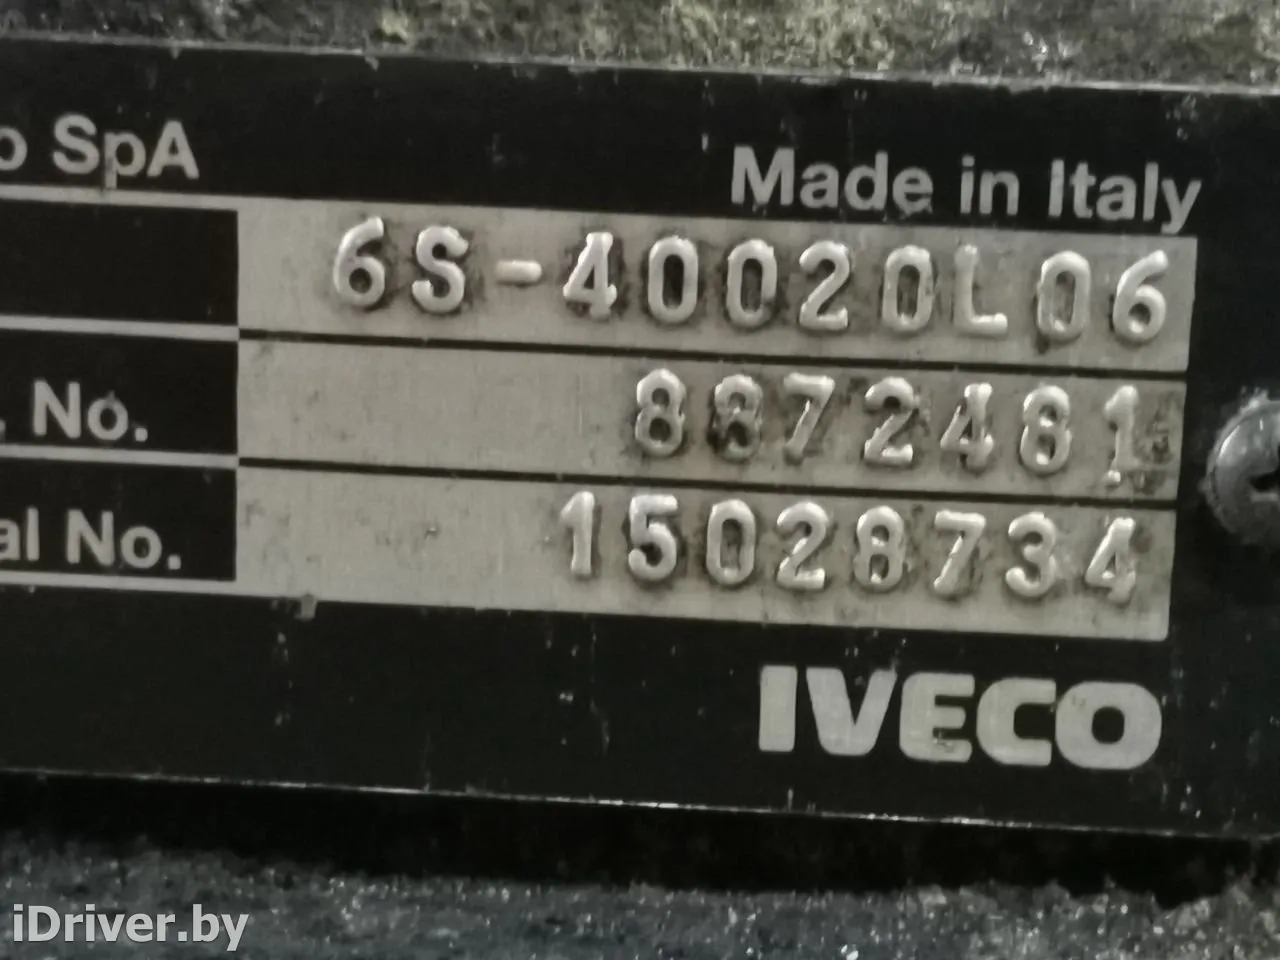 o SpA
Made in Italy
6S-40020L06
. No.
8872481
al No.
15028734
IVECO
iDriver.by